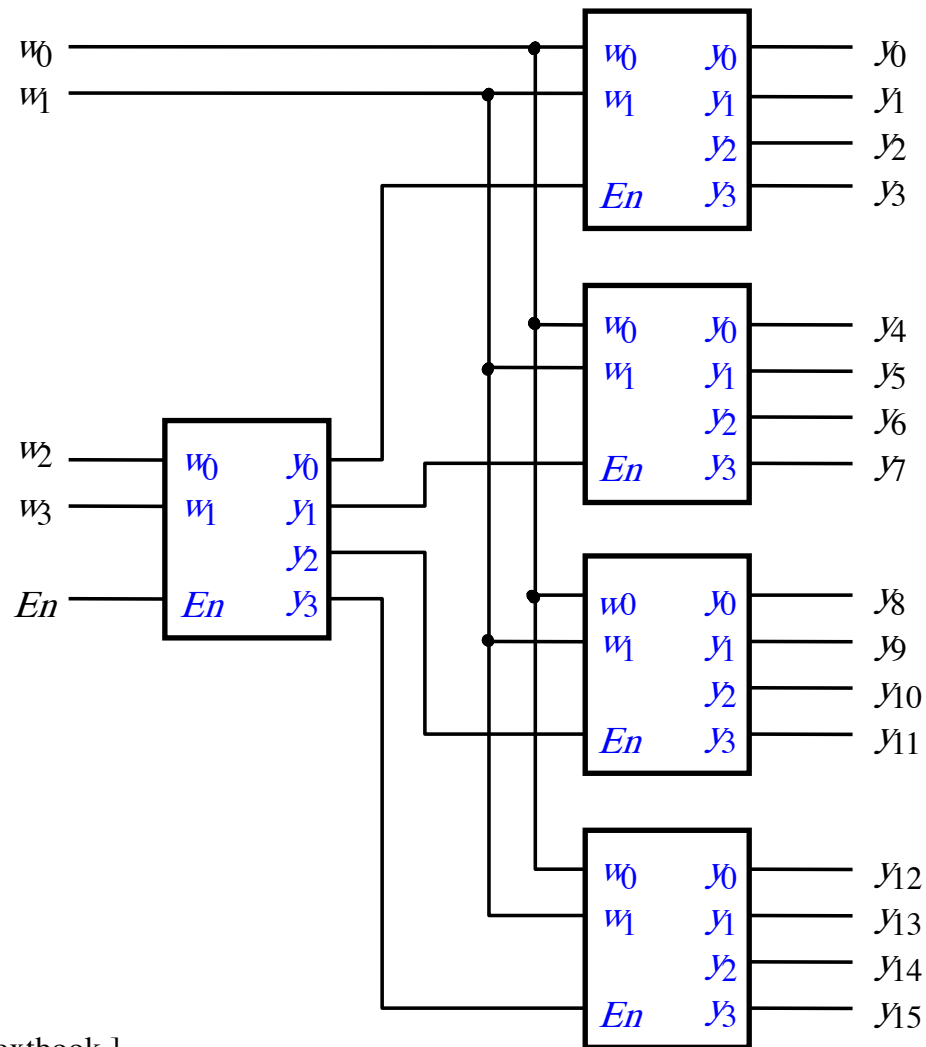 w0 w0 y0 y0
w1 w1 y1 y1
y2 y2
En y3 y3
w0 y0 y4
w1 y1 y5
y2 y6
En y3 y7
w2 w0 y0
w3 w1 y1
y2
En En y3
w0 y0 y8
w1 y1 y9
y2 y10
En y3 y11
w0 y0 y12
w1 y1 y13
y2 y14
En y3 y15